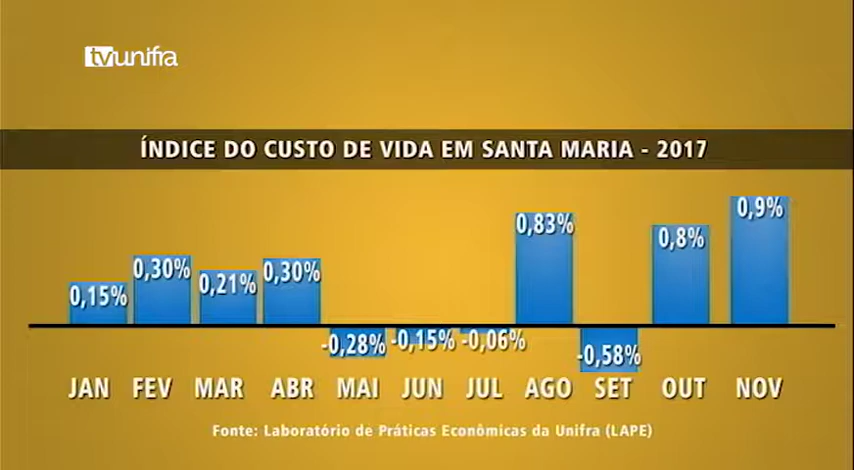 tvunifra
ÍNDICE DO CUSTO DE VIDA EM SANTA MARIA - 2017
0,15%
0,30%
0,21%
0,30%
-0,28%
-0,15%
-0,06%
0,83%
-0,58%
0,8%
0,9%
JAN FEV MAR ABR MAI JUN JUL AGO SET OUT NOV
Fonte: Laboratório de Práticas Econômicas da Unifra (LAPE)